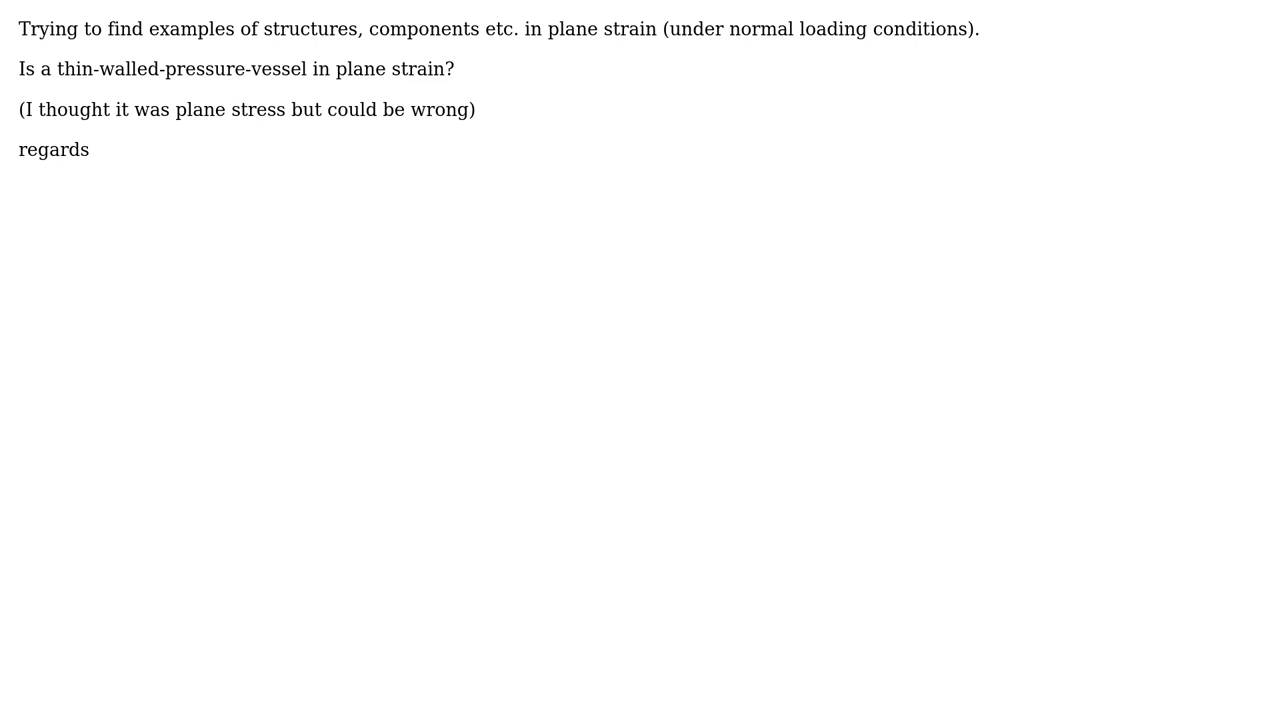 Trying to find examples of structures, components etc. in plane strain (under normal loading conditions).
Is a thin-walled-pressure-vessel in plane strain?
(I thought it was plane stress but could be wrong)
regards